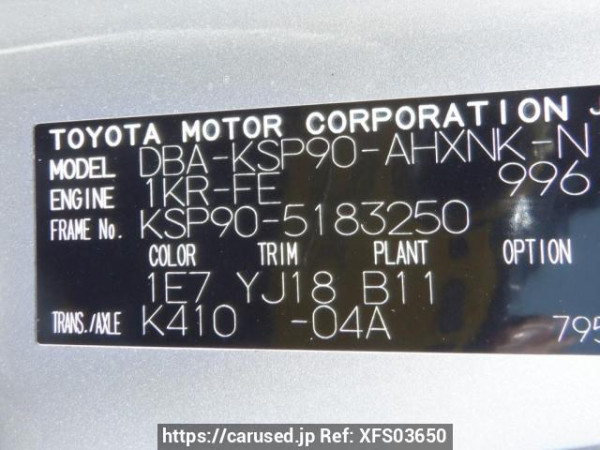 TOYOTA MOTOR CORPORATION J
MODEL DBA-KSP90-AHXNK-N
ENGINE 1KR-FE 996
FRAME No. KSP90-5183250
COLOR TRIM PLANT OPTION
1E7 YJ18 B11
TRANS./AXLE K410 -04A 795
https://carused.jp Ref: XFS03650